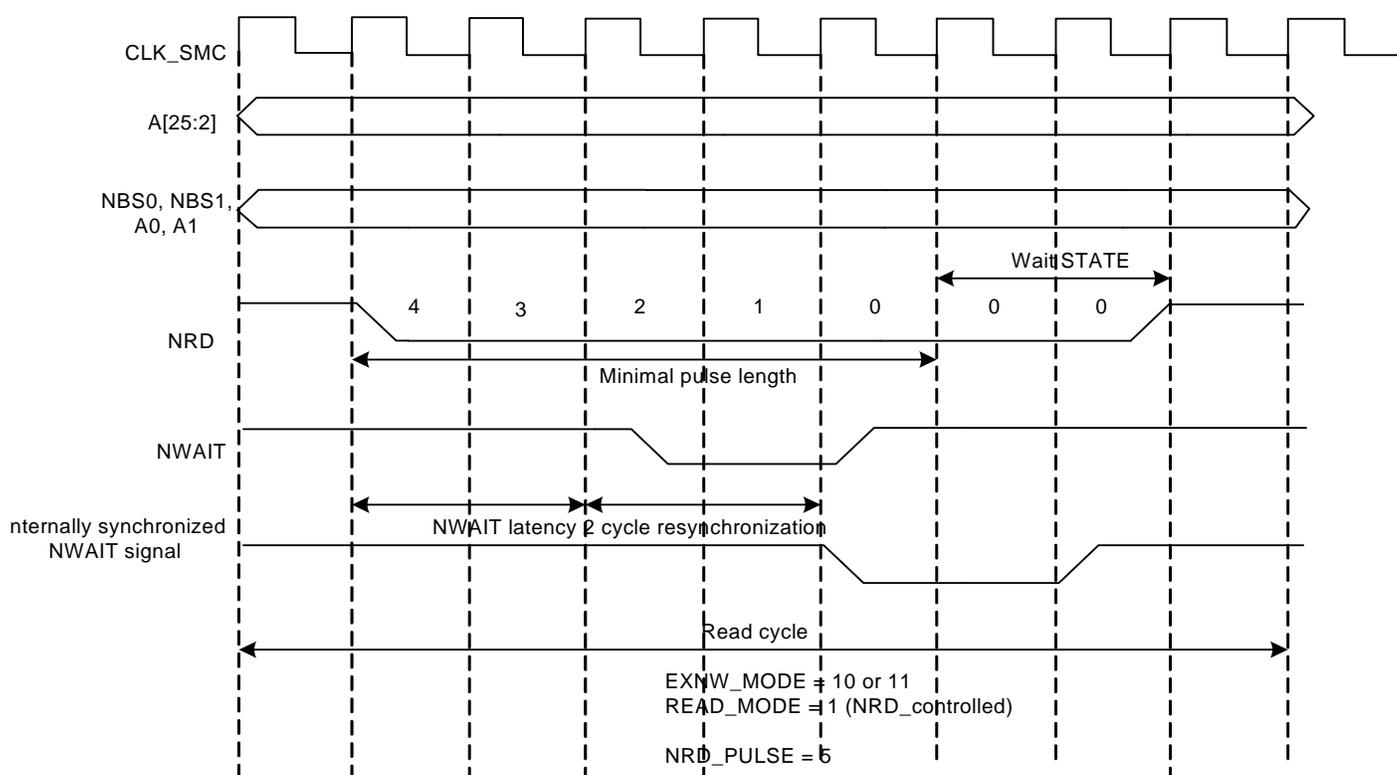 CLK_SMC
A[25:2]
NBS0, NBS1,
A0, A1
Wait STATE
4 3 2 1 0 0 0
NRD
Minimal pulse length
NWAIT
nternally synchronized
NWAIT signal
NWAIT latency 2 cycle resynchronization
Read cycle
EXNW_MODE = 10 or 11
READ_MODE = 1 (NRD_controlled)
NRD_PULSE = 5